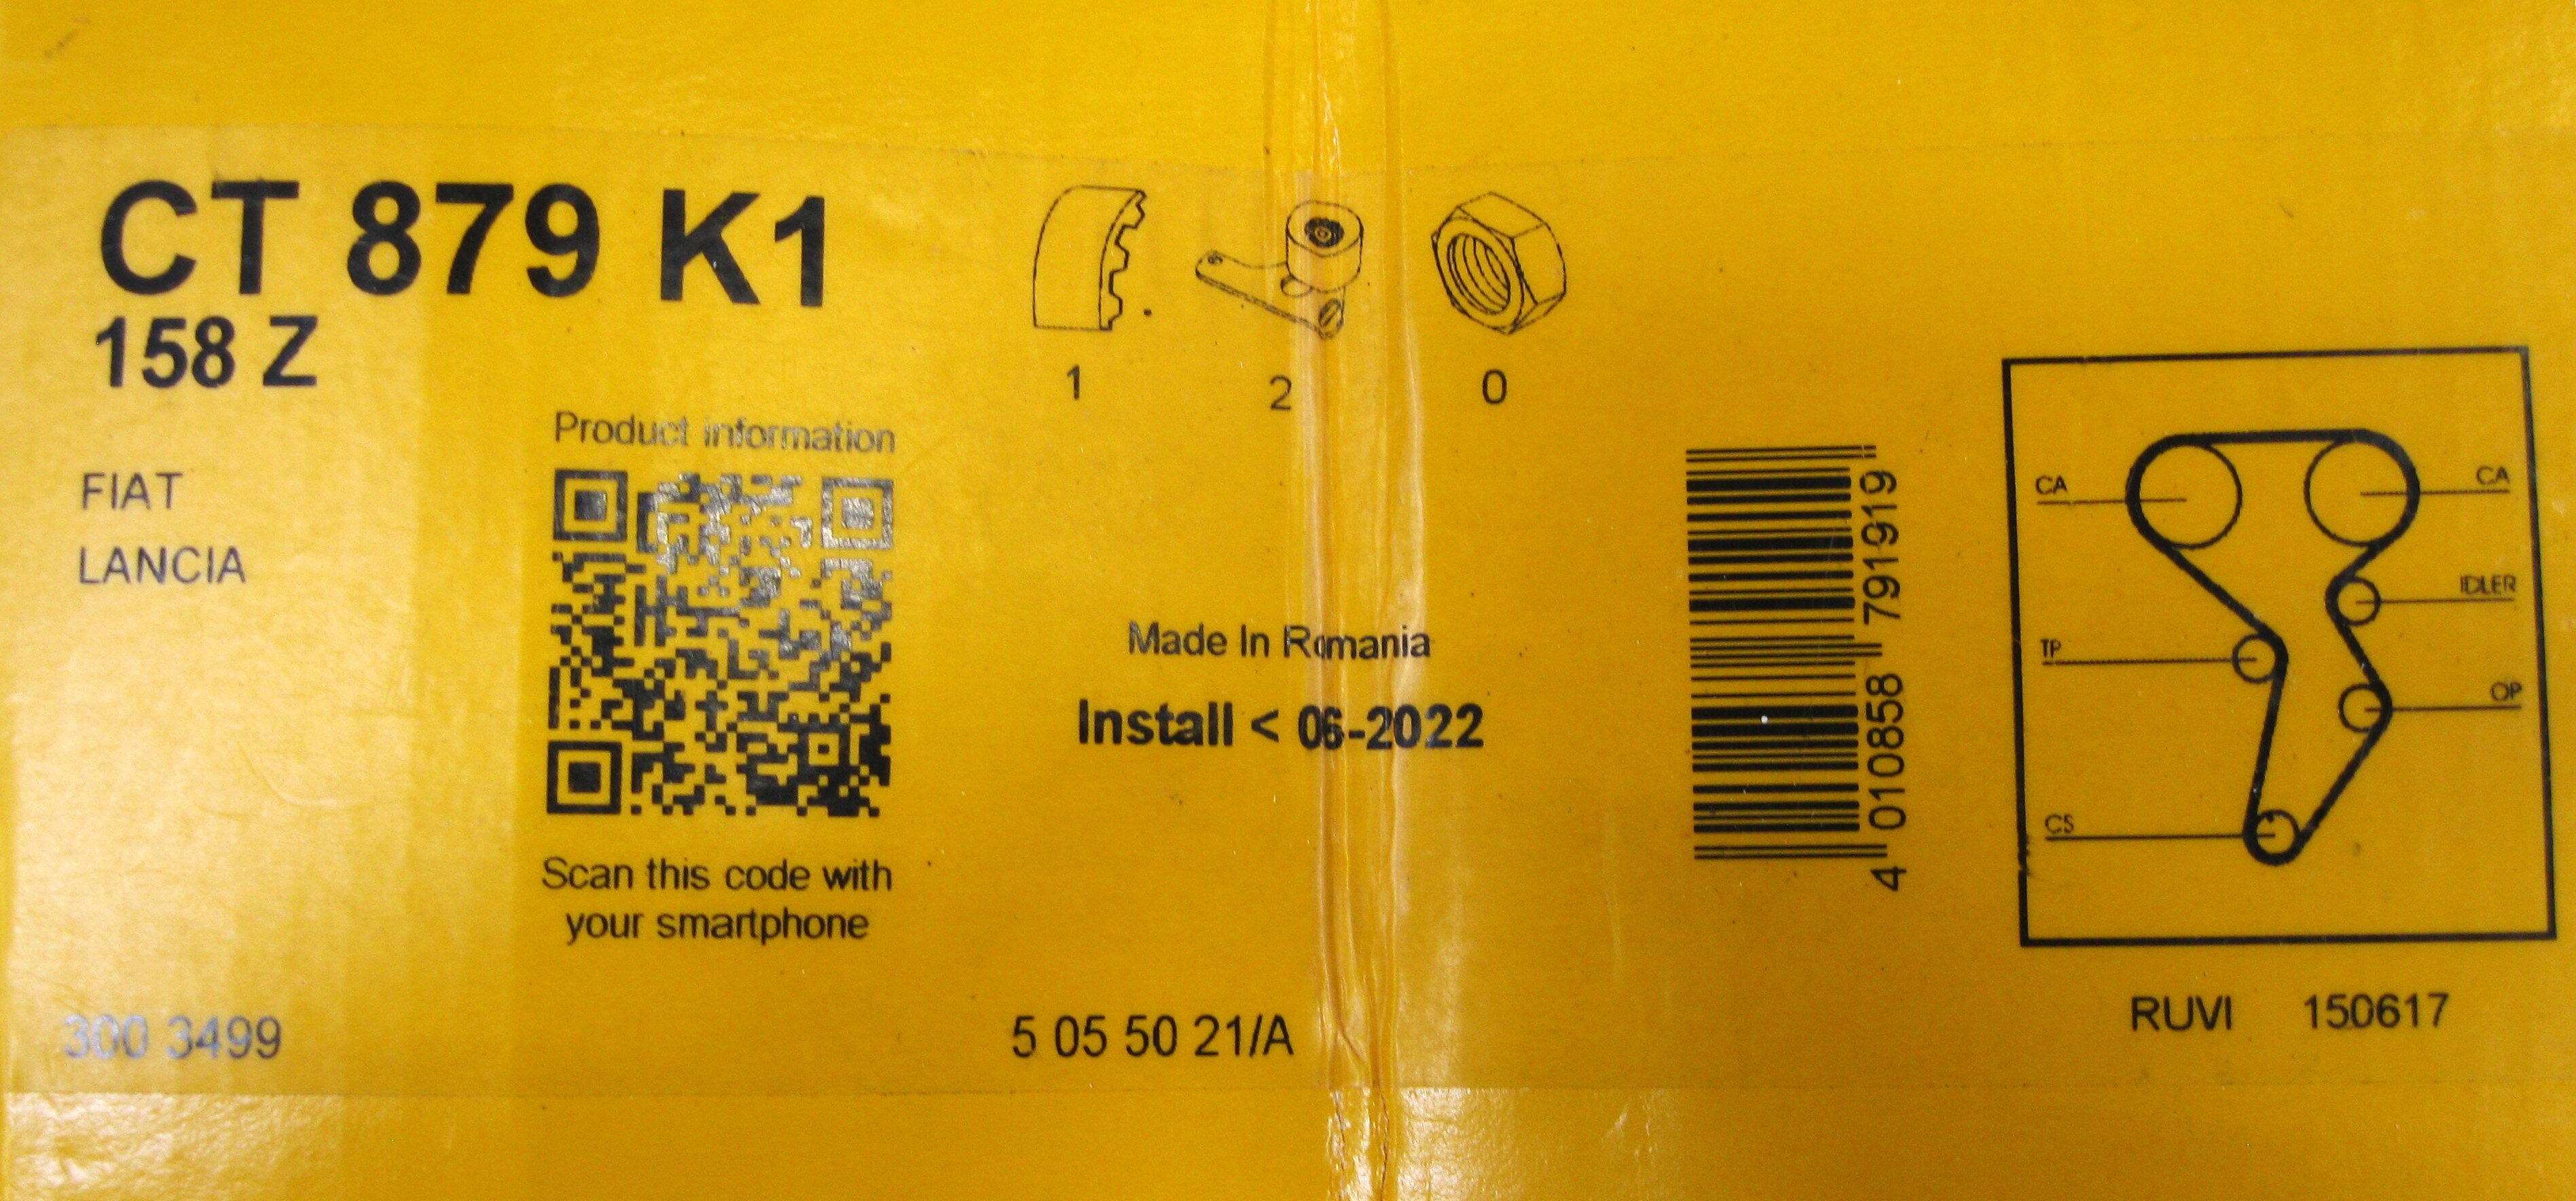 CT 879 K1
158 Z
FIAT
LANCIA
Product information
Scan this code with
your smartphone
300 3499
1
2
0
Made In Romania
Install < 06-2022
5 05 50 21/A
4 010858 791919
CA
CA
IDLER
TP
OP
CS
RUVI 150617